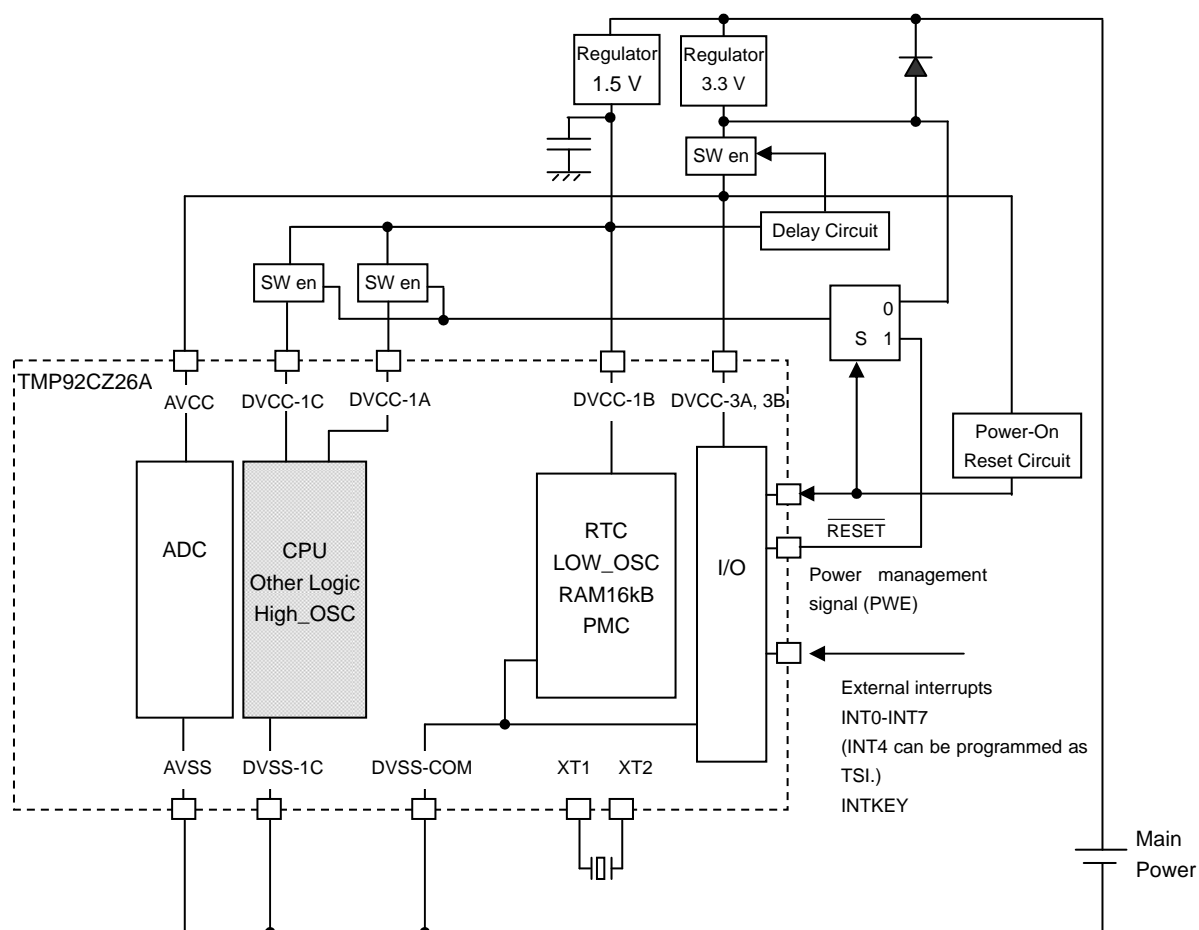 Regulator
1.5 V
Regulator
3.3 V
SW en
Delay Circuit
SW en
SW en
0
S 1
TMP92CZ26A
AVCC
DVCC-1C
DVCC-1A
DVCC-1B
DVCC-3A, 3B
Power-On
Reset Circuit
ADC
CPU
Other Logic
High_OSC
RTC
LOW_OSC
RAM16kB
PMC
I/O
RESET
Power management
signal (PWE)
External interrupts
INT0-INT7
(INT4 can be programmed as
TSI.)
INTKEY
AVSS
DVSS-1C
DVSS-COM
XT1
XT2
Main
Power